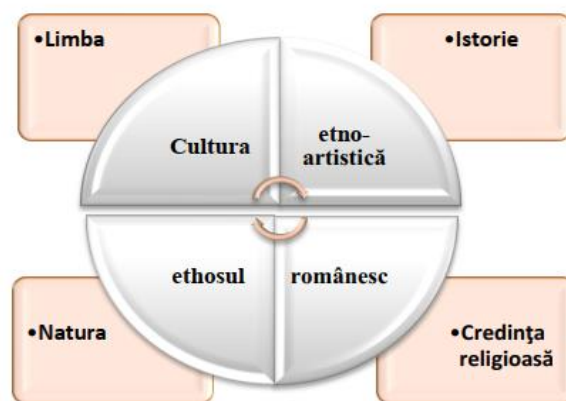 •Limba
•Istorie
Cultura
etno-
artistică
ethosul
românesc
•Natura
•Credinţa
religioasă